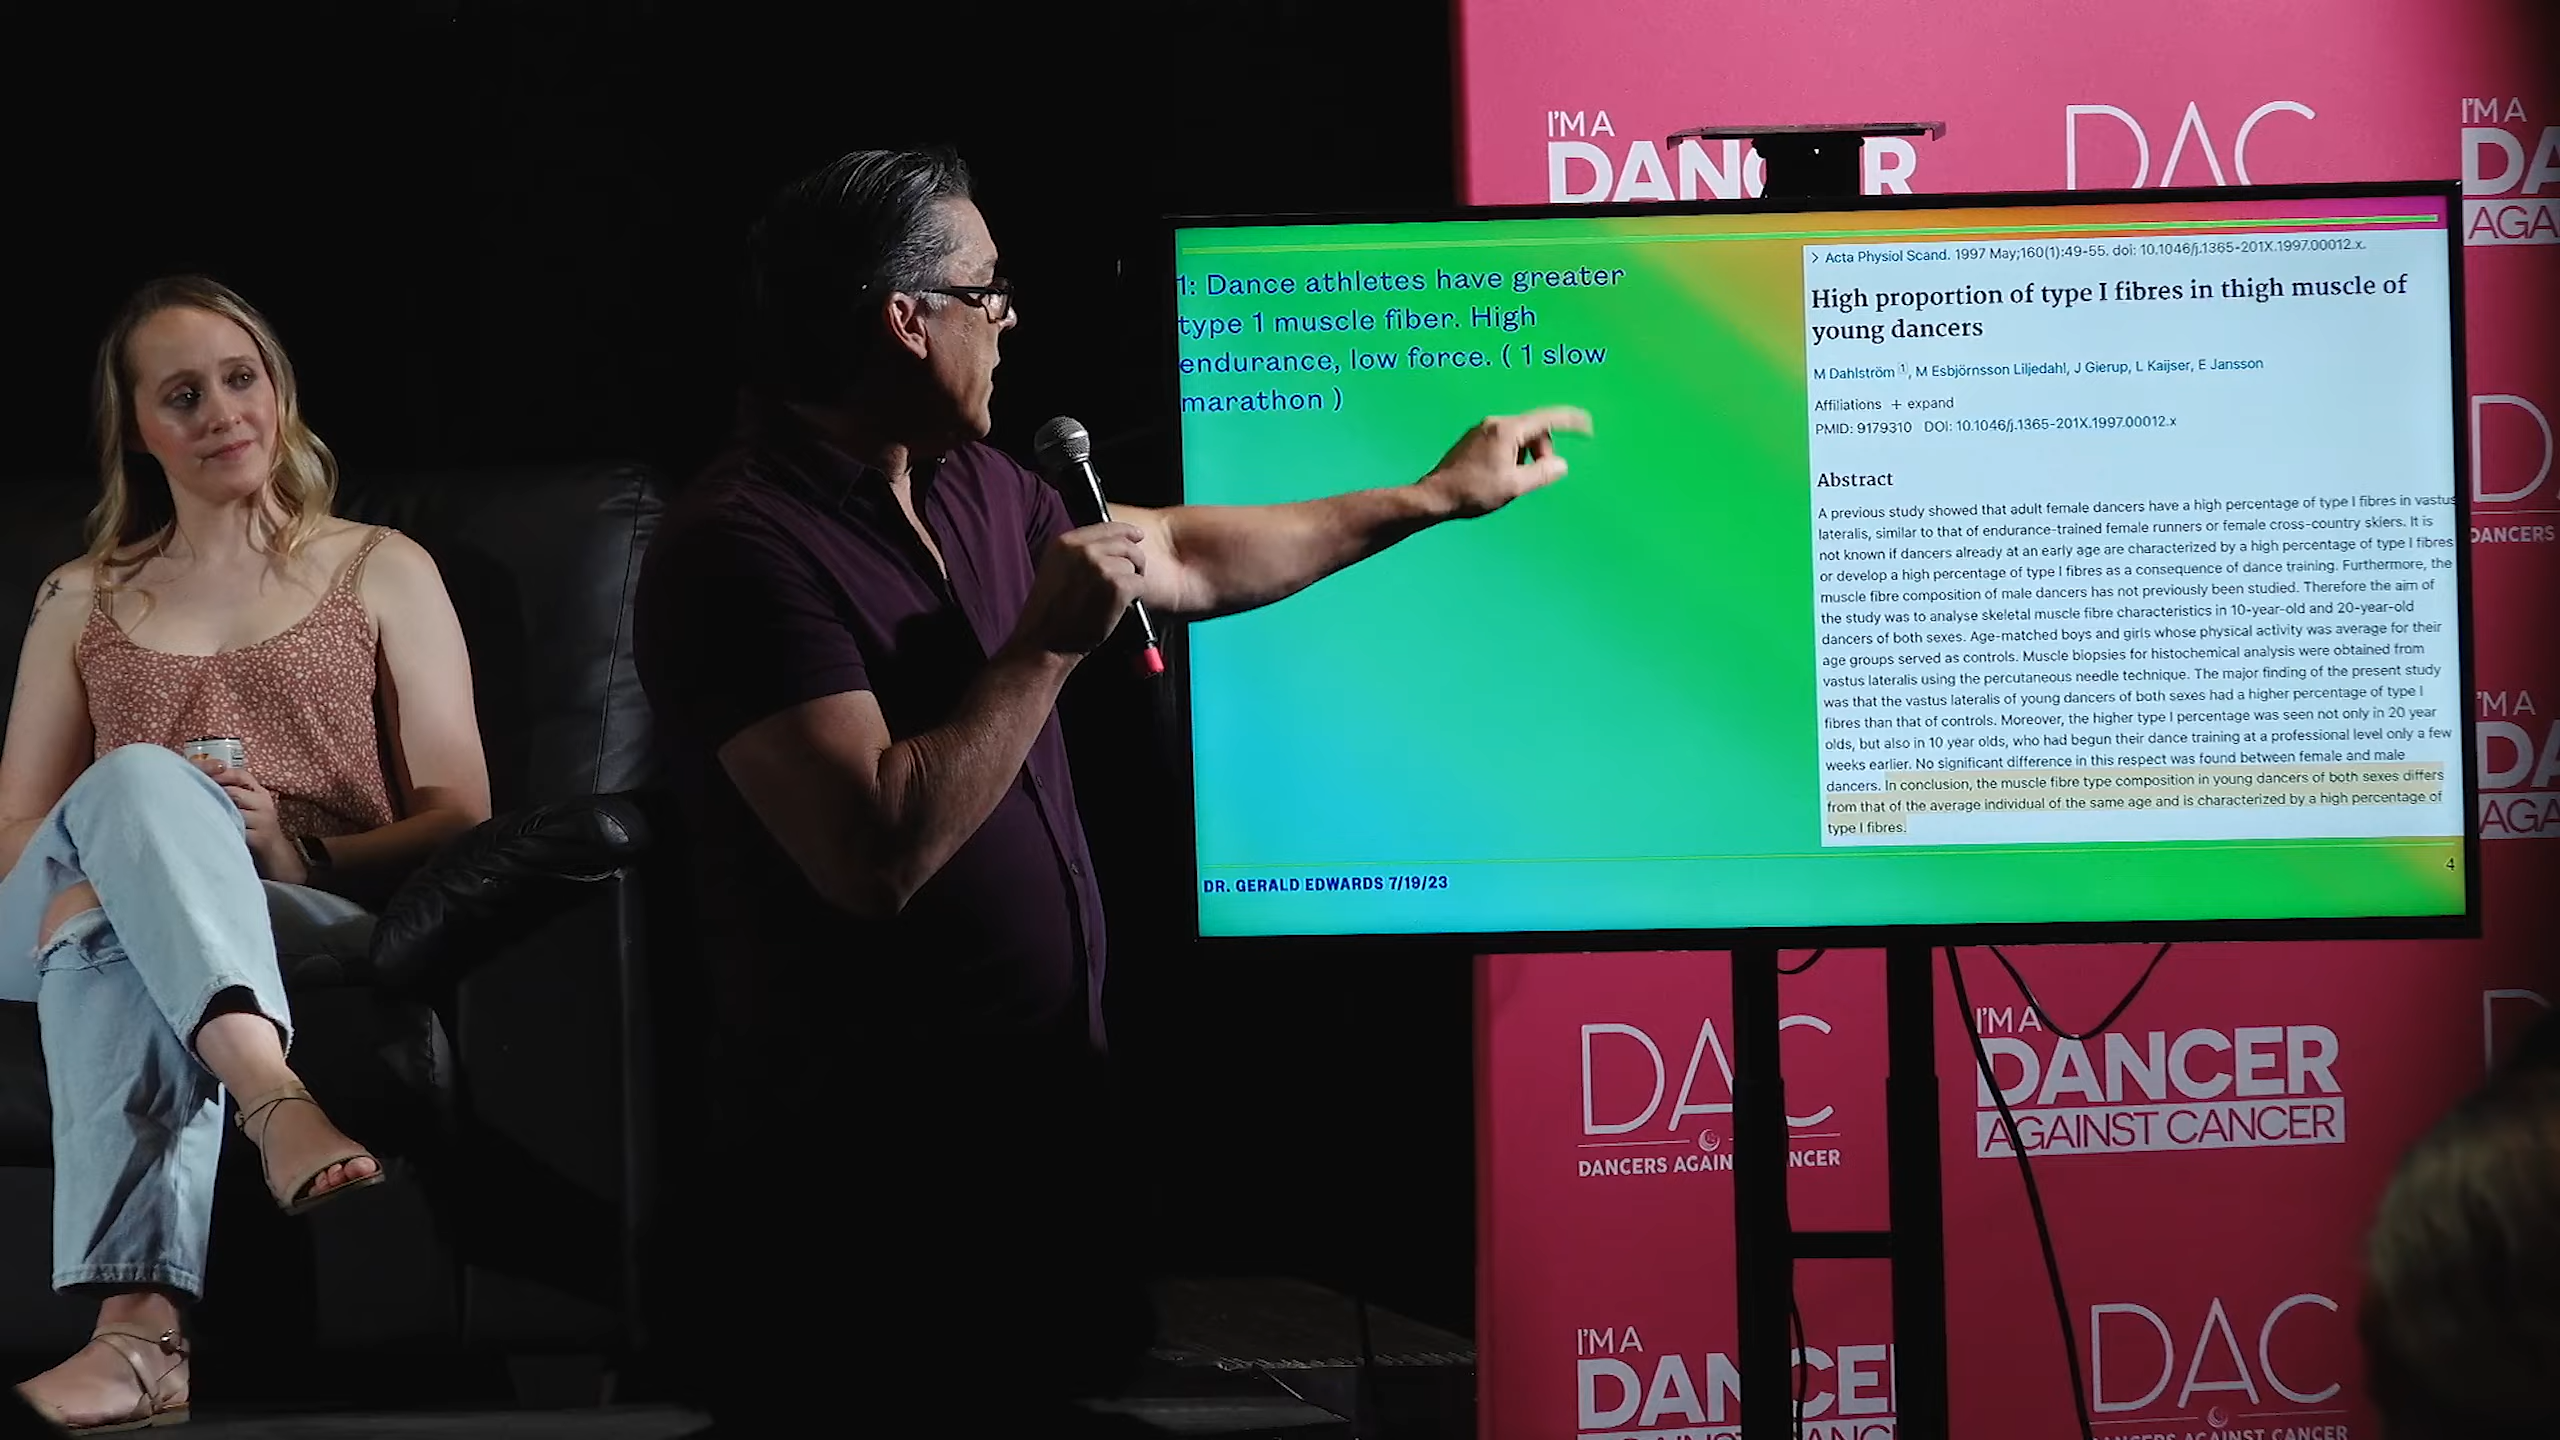 I'M A
DAN R
DAC
I'M A
DA
AGA
1: Dance athletes have greater
type 1 muscle fiber. High
endurance, low force. ( 1 slow
marathon )
> Acta Physiol Scand. 1997 May;160(1):49-55. doi: 10.1046/j.1365-201X.1997.00012.x.
High proportion of type I fibres in thigh muscle of
young dancers
M Dahlström 1, M Esbjörnsson Liljedahl, J Gierup, L Kaijser, E Jansson
Affiliations + expand
PMID: 9179310 DOI: 10.1046/j.1365-201X.1997.00012.x
Abstract
A previous study showed that adult female dancers have a high percentage of type I fibres in vastus
lateralis, similar to that of endurance-trained female runners or female cross-country skiers. It is
not known if dancers already at an early age are characterized by a high percentage of type I fibres
or develop a high percentage of type I fibres as a consequence of dance training. Furthermore, the
muscle fibre composition of male dancers has not previously been studied. Therefore the aim of
the study was to analyse skeletal muscle fibre characteristics in 10-year-old and 20-year-old
dancers of both sexes. Age-matched boys and girls whose physical activity was average for their
age groups served as controls. Muscle biopsies for histochemical analysis were obtained from
vastus lateralis using the percutaneous needle technique. The major finding of the present study
was that the vastus lateralis of young dancers of both sexes had a higher percentage of type I
fibres than that of controls. Moreover, the higher type I percentage was seen not only in 20 year
olds, but also in 10 year olds, who had begun their dance training at a professional level only a few
weeks earlier. No significant difference in this respect was found between female and male
dancers. In conclusion, the muscle fibre type composition in young dancers of both sexes differs
from that of the average individual of the same age and is characterized by a high percentage of
type I fibres.
DR. GERALD EDWARDS 7/19/23
4
D
DANCERS
'M A
DA
AGA
DAC
DANCERS AGAIN NCER
I'M A
DANCER
AGAINST CANCER
I'M A
DAN CE
DAC
DANCERS AGAINST CANCER